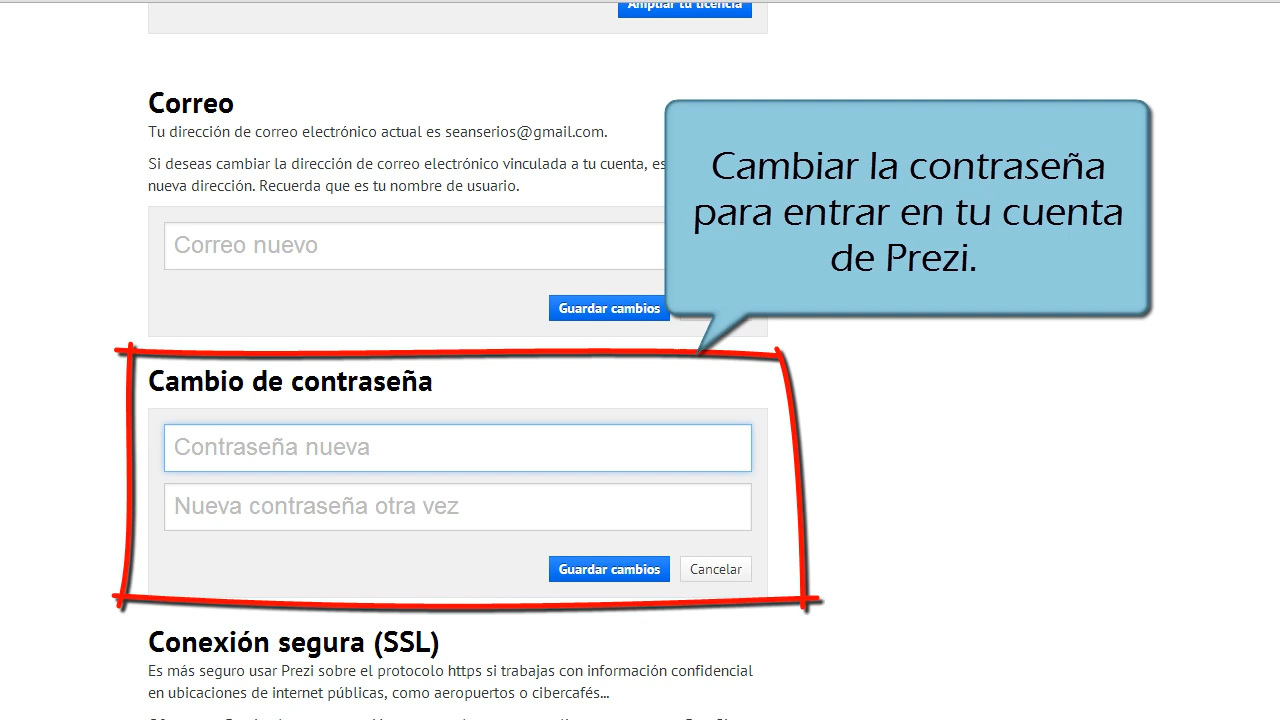 Ampliar tu licencia
Correo
Tu dirección de correo electrónico actual es seanserios@gmail.com.
Si deseas cambiar la dirección de correo electrónico vinculada a tu cuenta,
nueva dirección. Recuerda que es tu nombre de usuario.
Correo nuevo
Guardar cambios
Cambiar la contraseña
para entrar en tu cuenta
de Prezi.
Cambio de contraseña
Contraseña nueva
Nueva contraseña otra vez
Guardar cambios
Cancelar
Conexión segura (SSL)
Es más seguro usar Prezi sobre el protocolo https si trabajas con información confidencial
en ubicaciones de internet públicas, como aeropuertos o cibercafés...